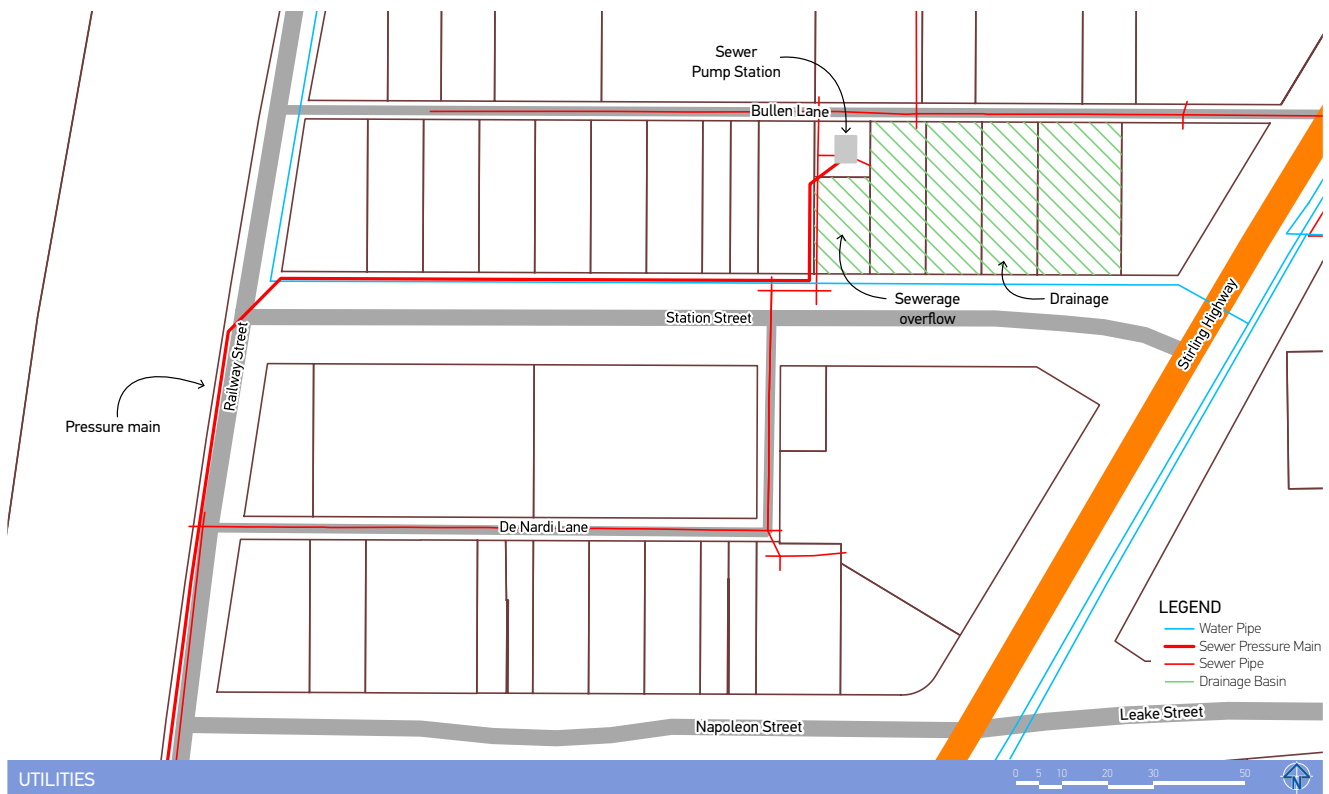 Sewer
Pump Station
Bullen Lane
Sewerage
overflow
Drainage
Station Street
Stirling Highway
Railway Street
Pressure main
De Nardi Lane
LEGEND
Water Pipe
Sewer Pressure Main
Sewer Pipe
Drainage Basin
Leake Street
Napoleon Street
UTILITIES
0 5 10 20 30 50
N